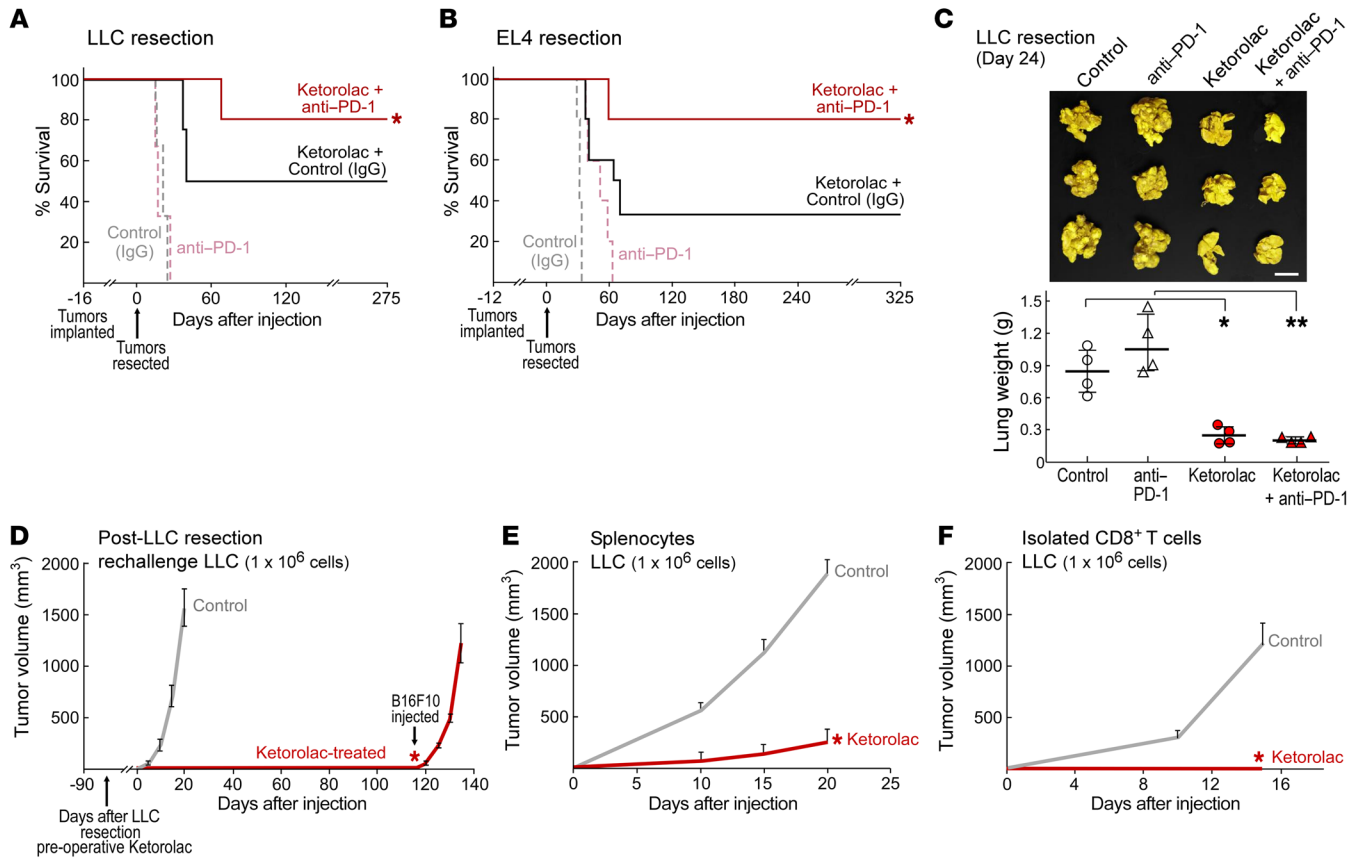 A
LLC resection
% Survival
100
80
60
40
20
Ketorolac +
anti–PD-1
*
Ketorolac +
Control (IgG)
Control
(IgG)
anti–PD-1
-16
0
60
120
275
Tumors
implanted
Days after injection
Tumors
resected
B
EL4 resection
% Survival
100
80
60
40
20
Ketorolac +
anti–PD-1
*
Ketorolac +
Control (IgG)
Control
(IgG)
anti–PD-1
-12
0
60
120
180
240
325
Tumors
implanted
Days after injection
Tumors
resected
C
LLC resection
(Day 24)
Control
anti–PD-1
Ketorolac
Ketorolac
+ anti–PD-1
Lung weight (g)
1.5
1.2
0.9
0.6
0.3
0
*
**
Control
anti–
PD-1
Ketorolac
Ketorolac
+ anti–PD-1
D
Post-LLC resection
rechallenge LLC (1 x 10⁶ cells)
Tumor volume (mm³)
2000
1500
1000
500
Control
B16F10
injected
Ketorolac-treated
*
-90
0
20
40
60
80
100
120
140
Days after injection
Days after LLC
resection
pre-operative Ketorolac
E
Splenocytes
LLC (1 x 10⁶ cells)
Tumor volume (mm³)
2000
1500
1000
500
Control
* Ketorolac
0
5
10
15
20
25
Days after injection
F
Isolated CD8⁺ T cells
LLC (1 x 10⁶ cells)
Tumor volume (mm³)
2000
1500
1000
500
Control
* Ketorolac
0
4
8
12
16
Days after injection